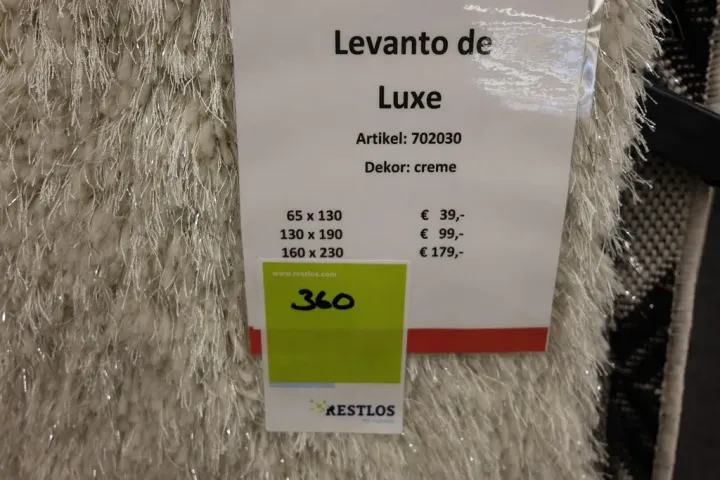 Levanto de
Luxe
Artikel: 702030
Dekor: creme
65 x 130 € 39,-
130 x 190 € 99,-
160 x 230 € 179,-
www.restlos.com
360
RESTLOS